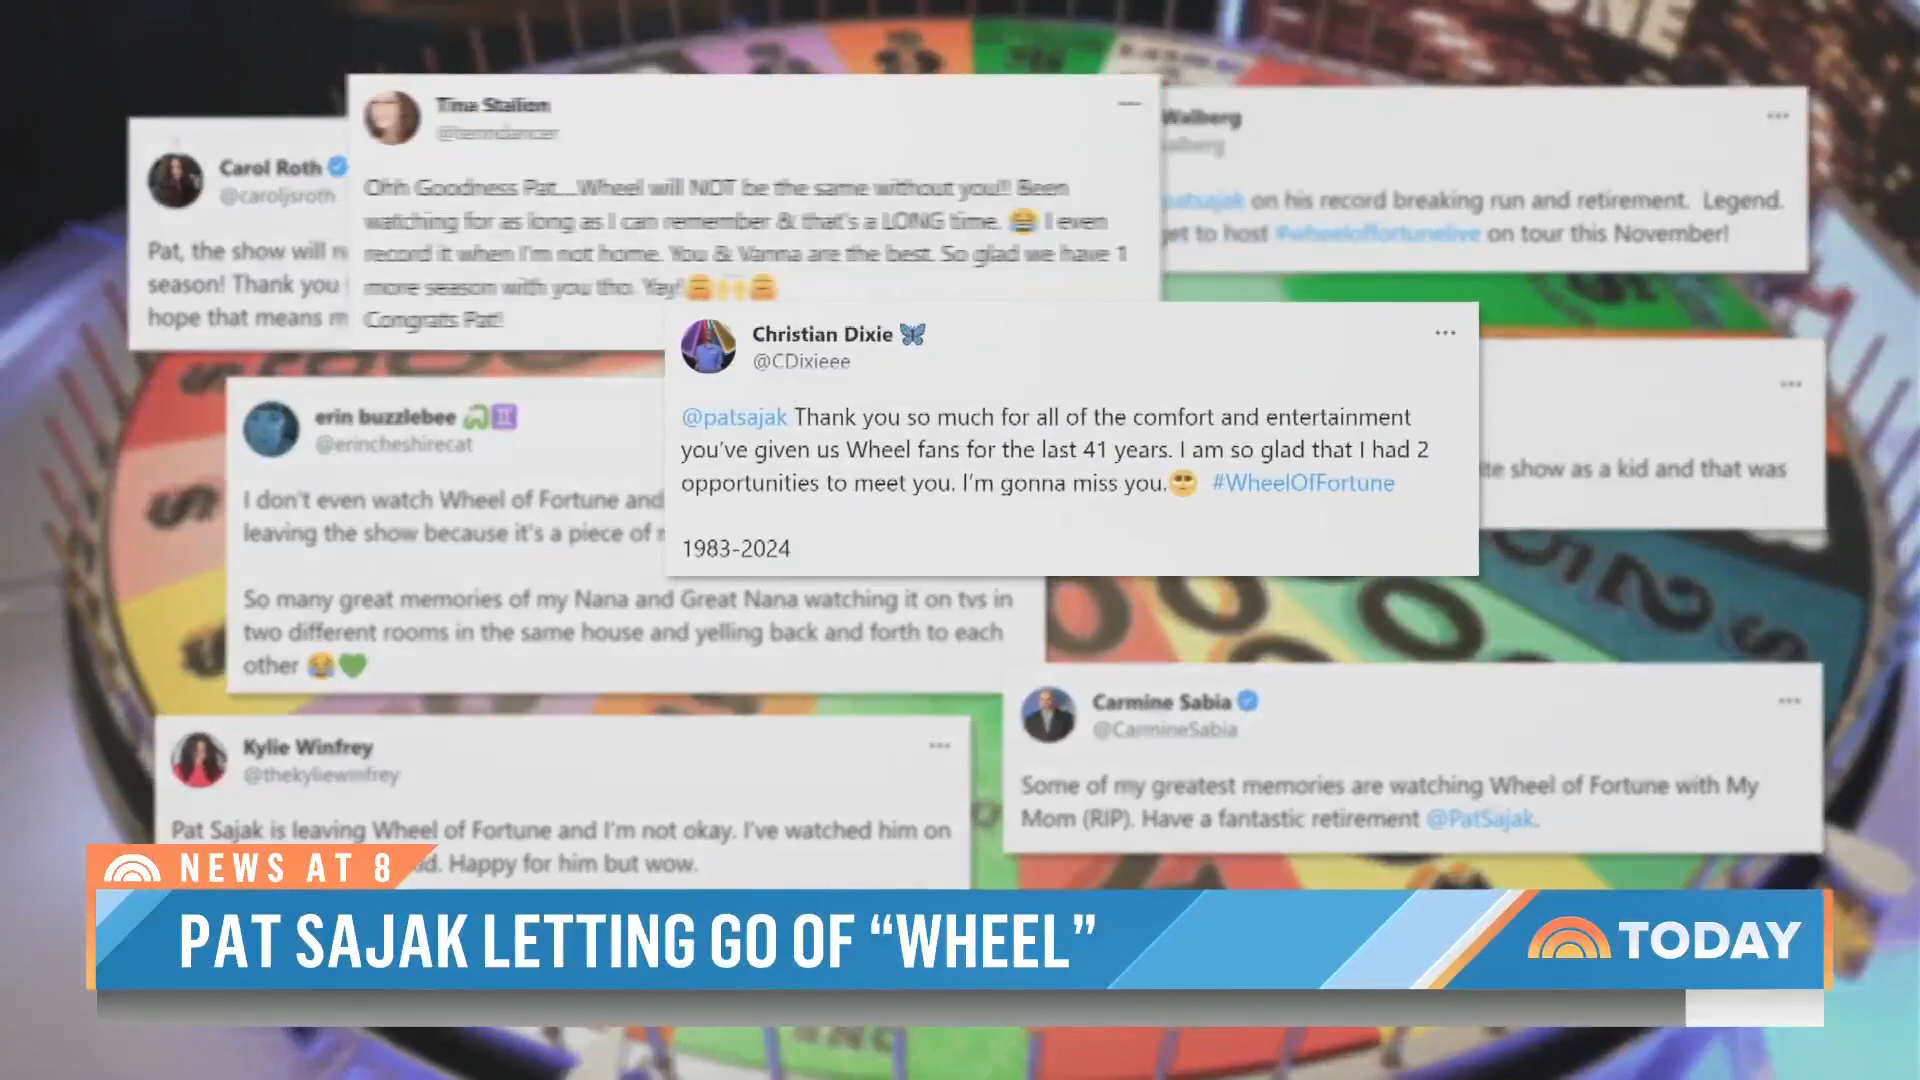 Tina Stallion
Ohh Goodness Pat....Wheel will NOT be the same without you!! Been
watching for as long as I can remember & that's a LONG time. 😂 I even
record it when I'm not home. You & Vanna are the best. So glad we have 1
more season with you tho. Yay!
Congrats Pat!
Carol Roth
@caroljsroth
Pat, the show will n
season! Thank you
hope that means m
Walberg
patsajak on his record breaking run and retirement. Legend.
get to host #wheeloffortunelive on tour this November!
Christian Dixie 🦋
@CDixieee
@patsajak Thank you so much for all of the comfort and entertainment
you've given us Wheel fans for the last 41 years. I am so glad that I had 2
opportunities to meet you. I'm gonna miss you. #WheelOfFortune
1983-2024
erin buzzlebee ♊
@erincheshirecat
I don't even watch Wheel of Fortune and
leaving the show because it's a piece of
So many great memories of my Nana and Great Nana watching it on tvs in
two different rooms in the same house and yelling back and forth to each
other 😂💚
te show as a kid and that was
Kylie Winfrey
@thekyliewinfrey
Pat Sajak is leaving Wheel of Fortune and I'm not okay. I've watched him on
id. Happy for him but wow.
Carmine Sabia
@CarmineSabia
Some of my greatest memories are watching Wheel of Fortune with My
Mom (RIP). Have a fantastic retirement @PatSajak.
NEWS AT 8
PAT SAJAK LETTING GO OF “WHEEL”
TODAY